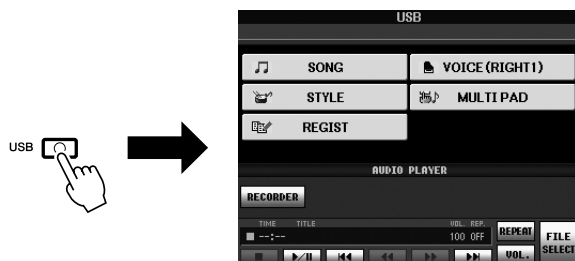 USB
USB
SONG
VOICE(RIGHT1)
STYLE
MULTI PAD
REGIST
AUDIO PLAYER
RECORDER
TIME TITLE VOL. REP.
--:-- 100 OFF
REPEAT
FILE SELECT
VOL.